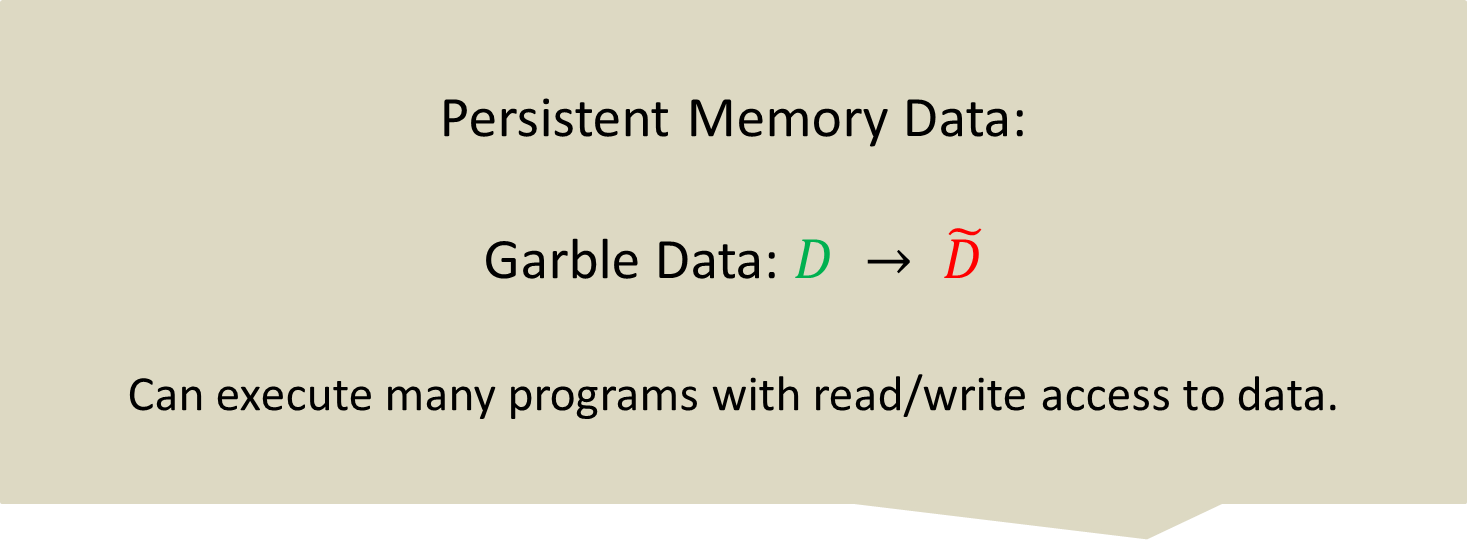 Persistent Memory Data:
Garble Data: D → D̃
Can execute many programs with read/write access to data.